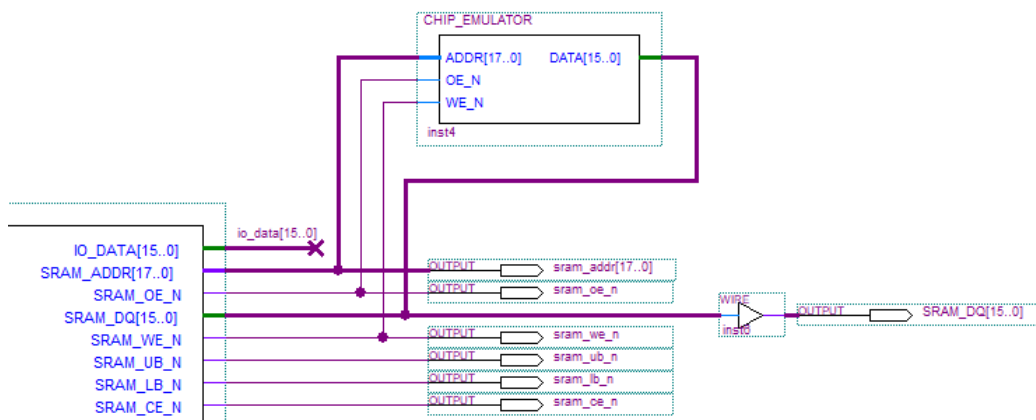 CHIP_EMULATOR
ADDR[17..0] DATA[15..0]
OE_N
WE_N
inst4
io_data[15..0]
IO_DATA[15..0]
SRAM_ADDR[17..0] OUTPUT sram_addr[17..0]
SRAM_OE_N OUTPUT sram_oe_n
WIRE
SRAM_DQ[15..0] OUTPUT SRAM_DQ[15..0]
inst6
SRAM_WE_N OUTPUT sram_we_n
SRAM_UB_N OUTPUT sram_ub_n
SRAM_LB_N OUTPUT sram_lb_n
SRAM_CE_N OUTPUT sram_ce_n